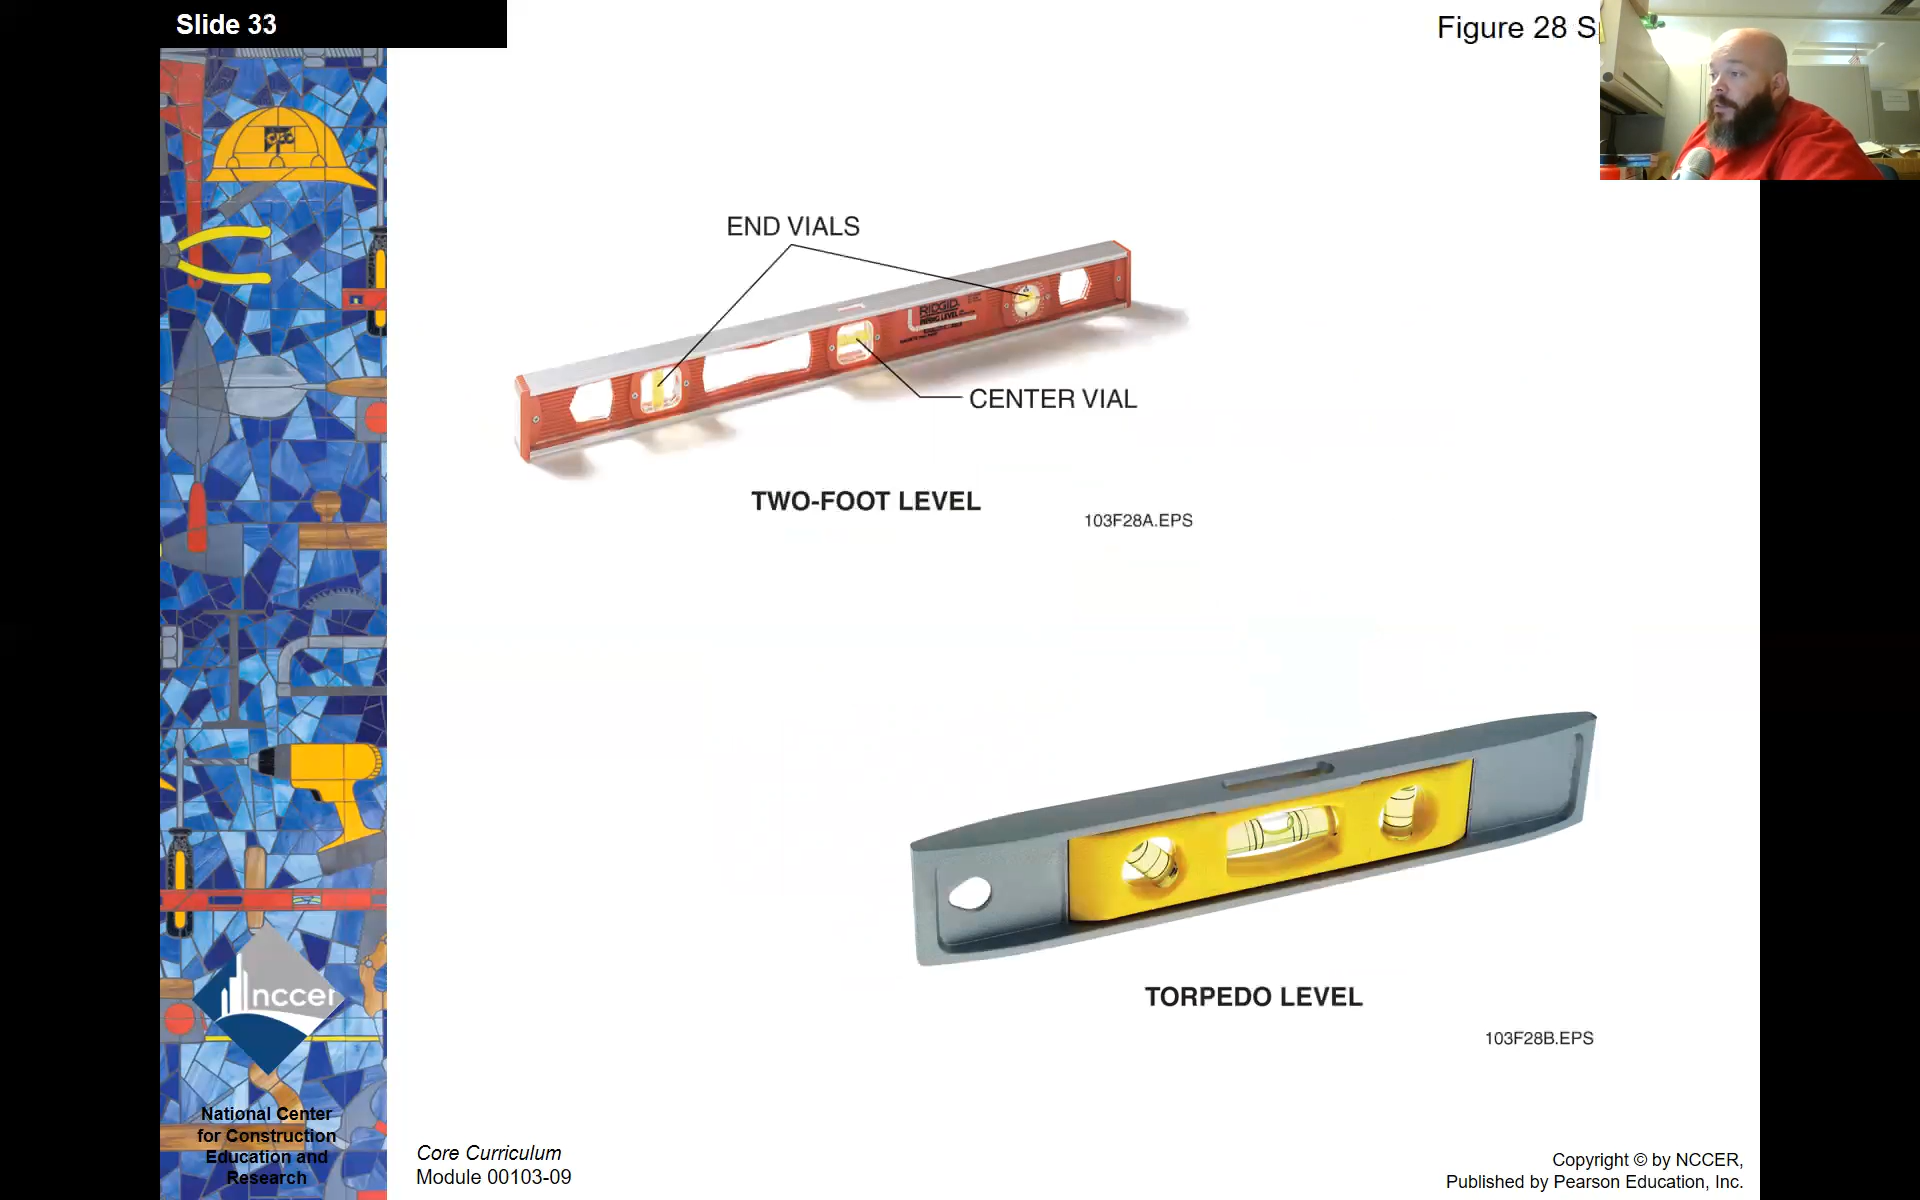 Slide 33
Figure 28
END VIALS
RIDGID
CENTER VIAL
TWO-FOOT LEVEL
103F28A.EPS
TORPEDO LEVEL
103F28B.EPS
nccer
National Center
for Construction
Education and
Research
Core Curriculum
Module 00103-09
Copyright © by NCCER,
Published by Pearson Education, Inc.